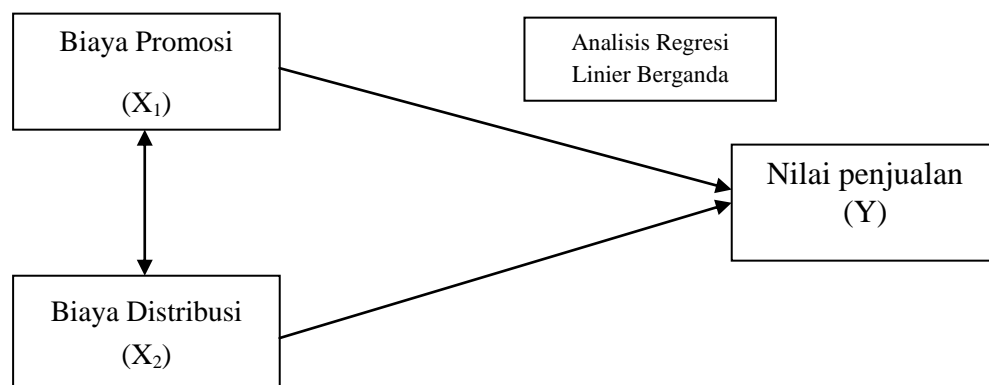 Biaya Promosi
(X₁)
Analisis Regresi
Linier Berganda
Nilai penjualan
(Y)
Biaya Distribusi
(X₂)